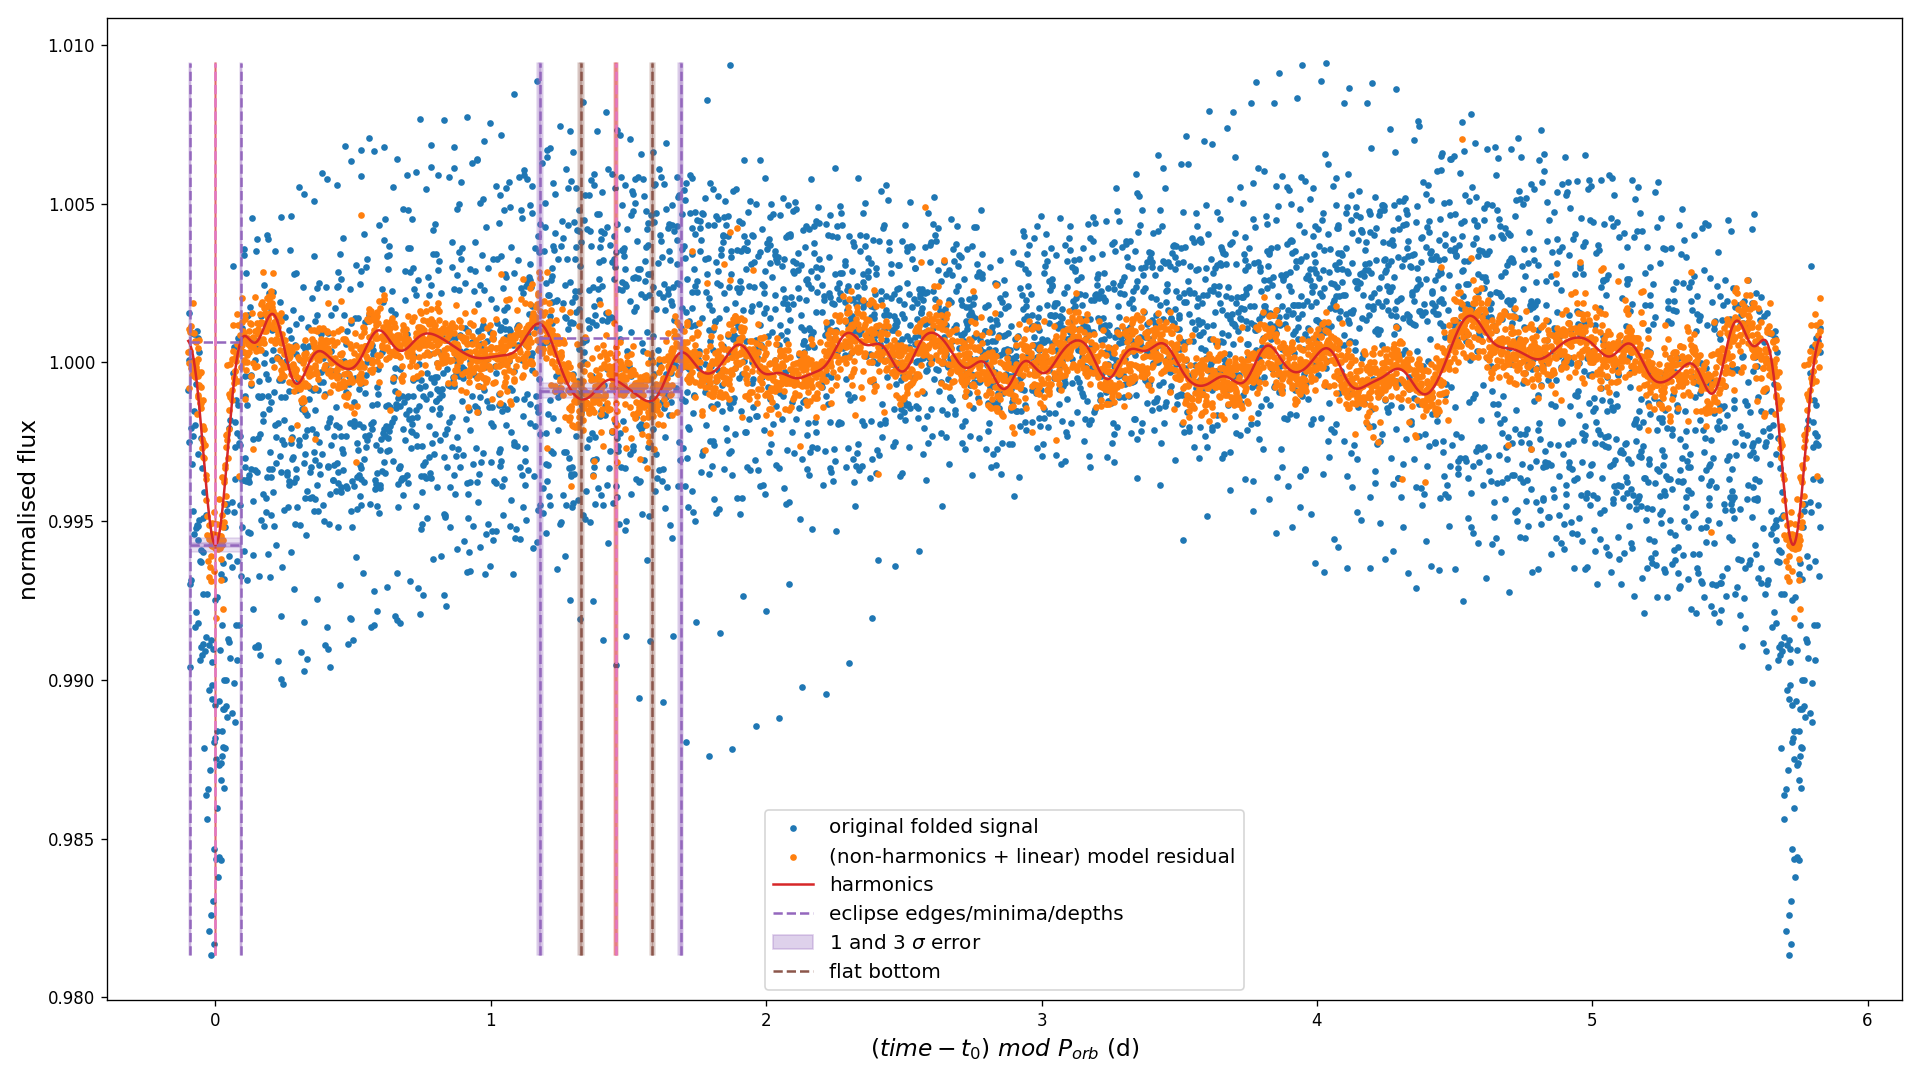 1.010
1.005
1.000
0.995
0.990
0.985
0.980
normalised flux
original folded signal
(non-harmonics + linear) model residual
harmonics
eclipse edges/minima/depths
1 and 3 σ error
flat bottom
0 1 2 3 4 5 6
(time − t₀) mod Pₒᵣᵦ (d)